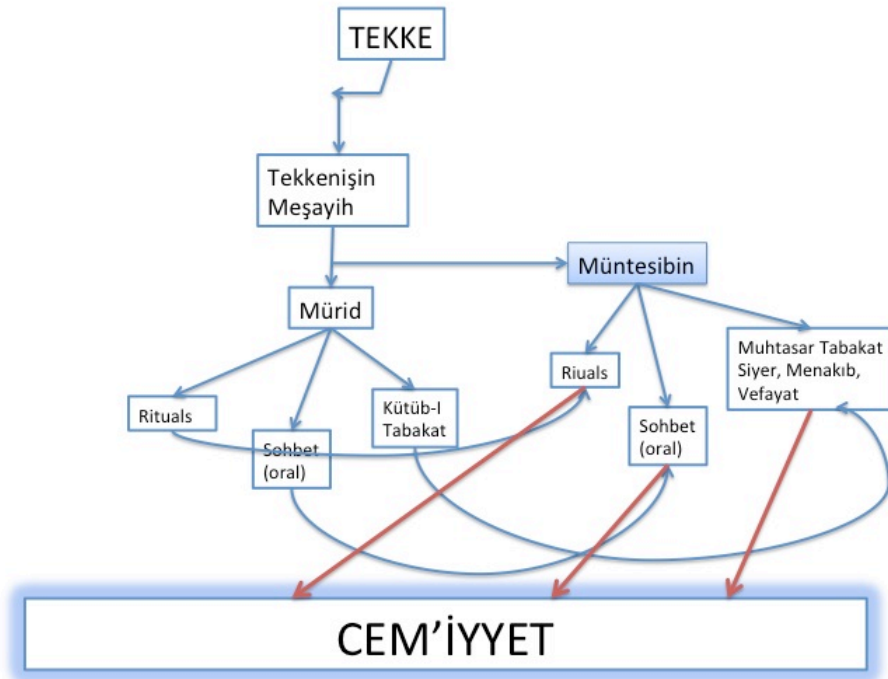 TEKKE
Tekkenişin
Meşayih
Müntesibin
Mürid
Rituals
Sohbet
(oral)
Kütüb-I
Tabakat
Riuals
Sohbet
(oral)
Muhtasar Tabakat
Siyer, Menakıb,
Vefayat
CEM'İYYET